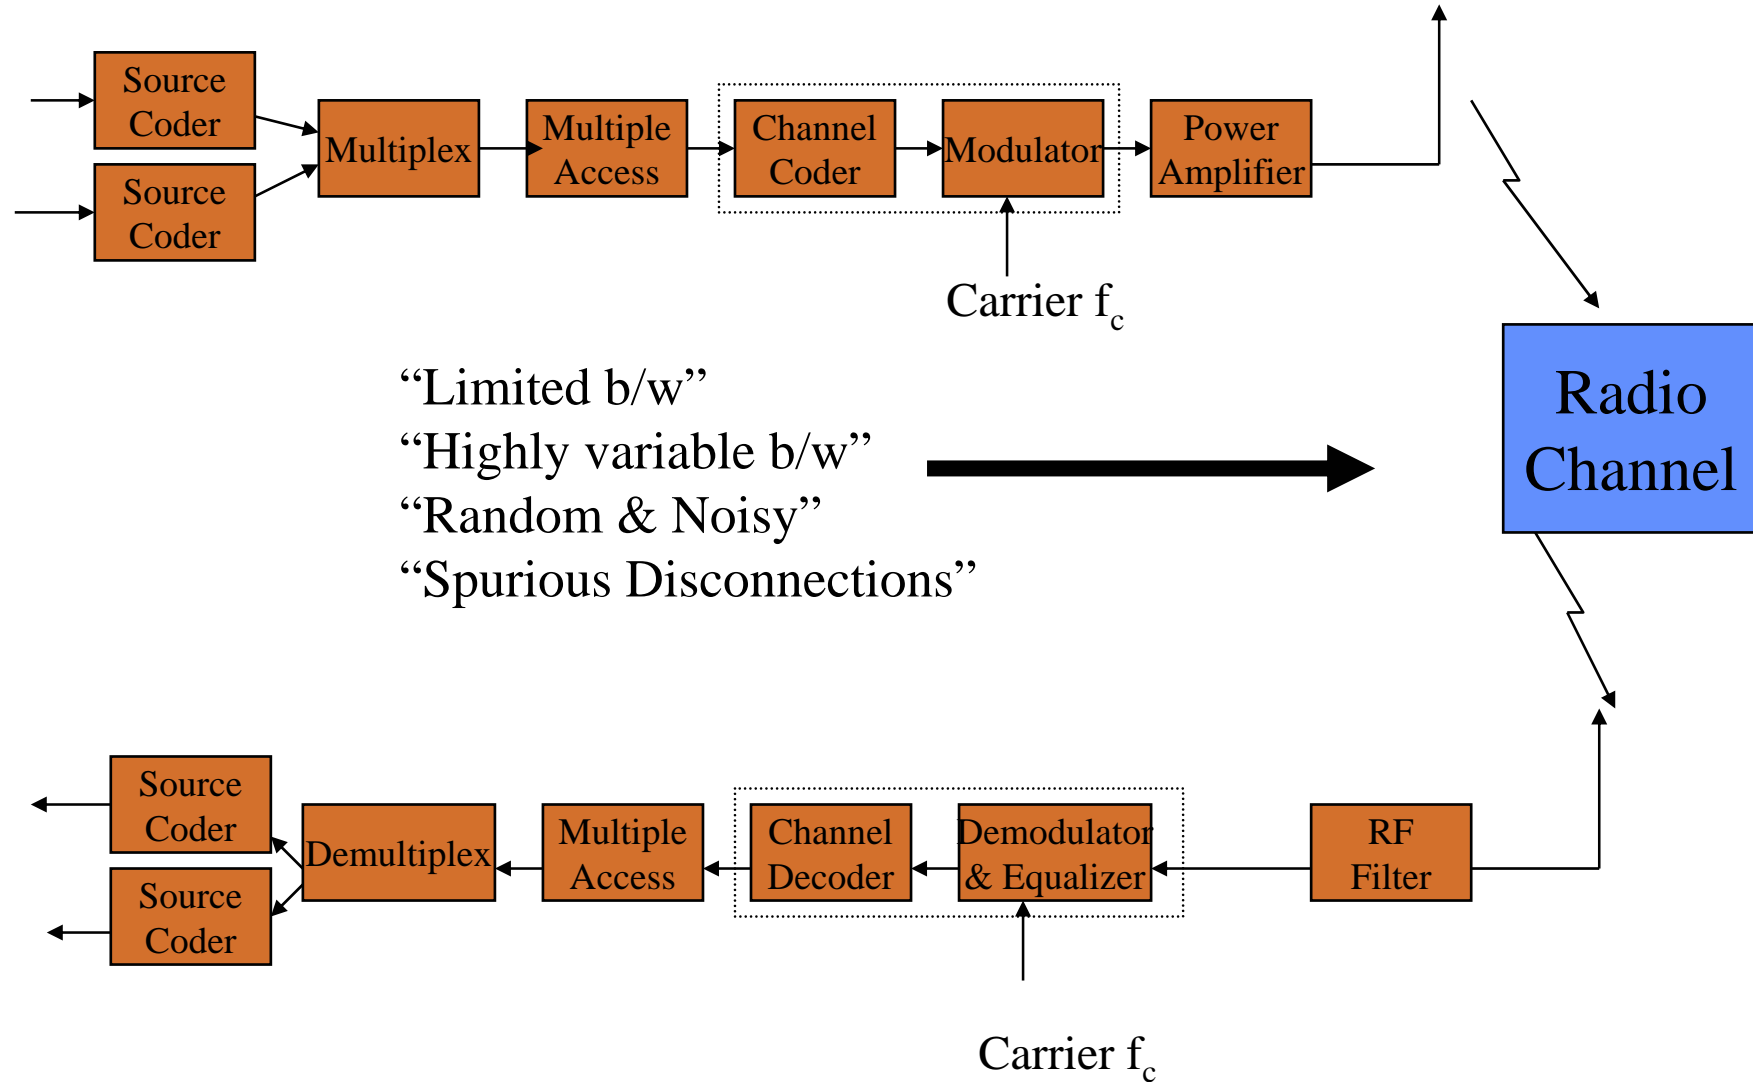 Source
Coder
Source
Coder
Multiplex
Multiple
Access
Channel
Coder
Modulator
Power
Amplifier
Carrier fc
“Limited b/w”
“Highly variable b/w”
“Random & Noisy”
“Spurious Disconnections”
Radio
Channel
Source
Coder
Source
Coder
Demultiplex
Multiple
Access
Channel
Decoder
Demodulator
& Equalizer
RF
Filter
Carrier fc